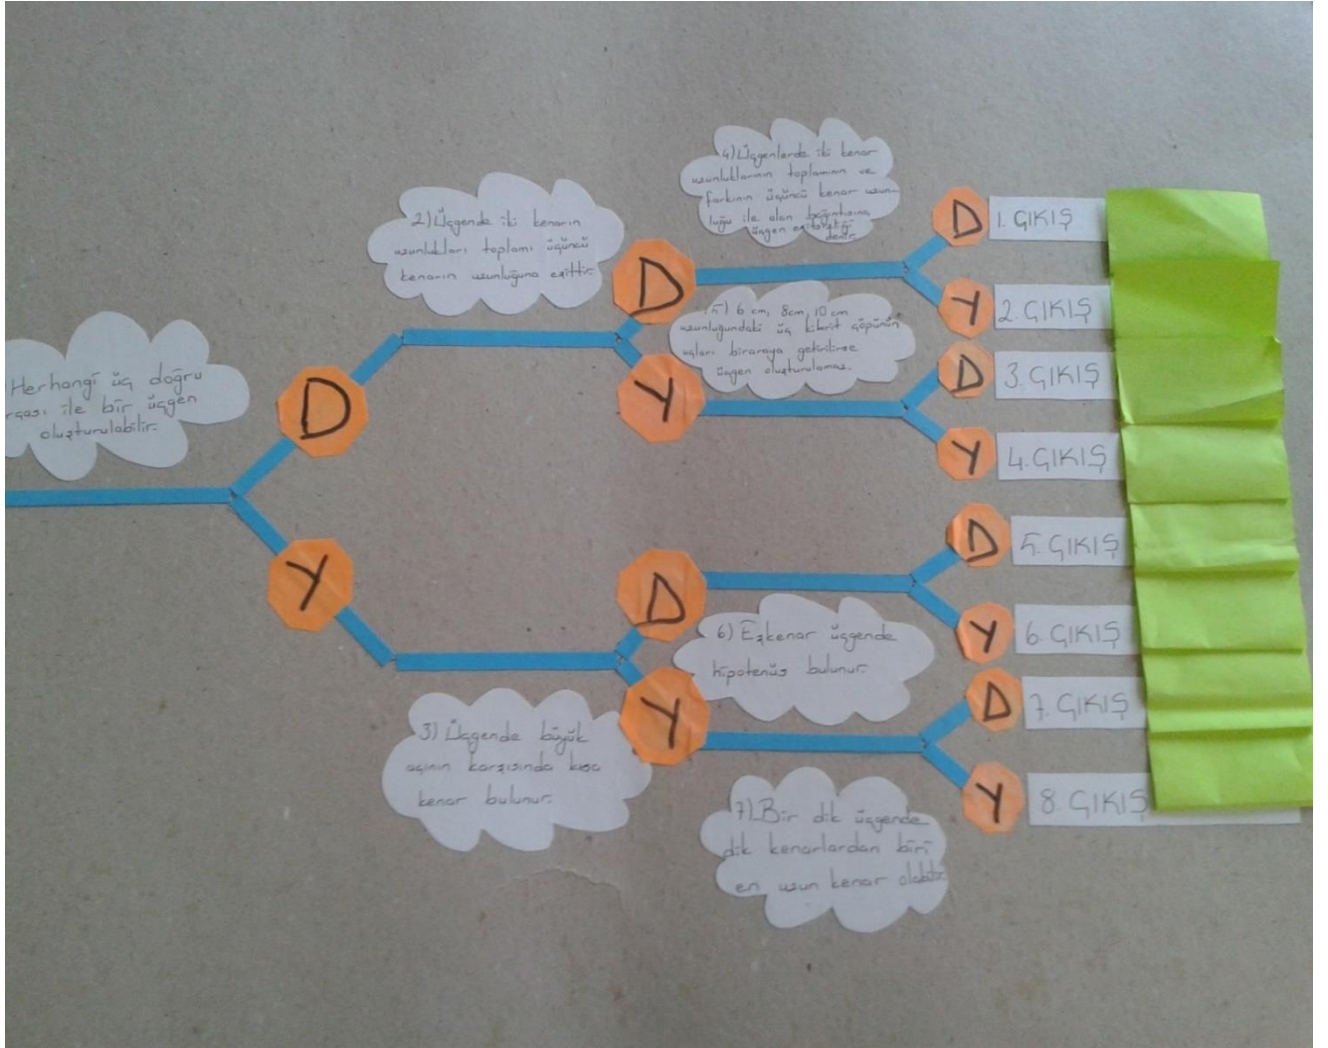 Herhangi üç doğru
rçası ile bir üçgen
oluşturulabilir.
D
Y
2) Üçgende iki kenarın
uzunlukları toplamı üçüncü
kenarın uzunluğuna eşittir.
D
Y
3) Üçgende büyük
açının karşısında kısa
kenar bulunur.
D
Y
4) Üçgenlerde iki kenar
uzunluklarının toplamının ve
farkının üçüncü kenar uzun-
luğu ile olan bağıntısına
üçgen eşitsizliği
denir.
D 1. ÇIKIŞ
Y 2. ÇIKIŞ
5) 6 cm, 8cm, 10 cm
uzunluğundaki üç kibrit çöpünün
uçları biraraya getirilirse
üçgen oluşturulamaz.
D 3. ÇIKIŞ
Y 4. ÇIKIŞ
D 5. ÇIKIŞ
Y 6. ÇIKIŞ
6) Eşkenar üçgende
hipotenüs bulunur.
D 7. ÇIKIŞ
Y 8. ÇIKIŞ
7) Bir dik üçgende
dik kenarlardan biri
en uzun kenar olabilir